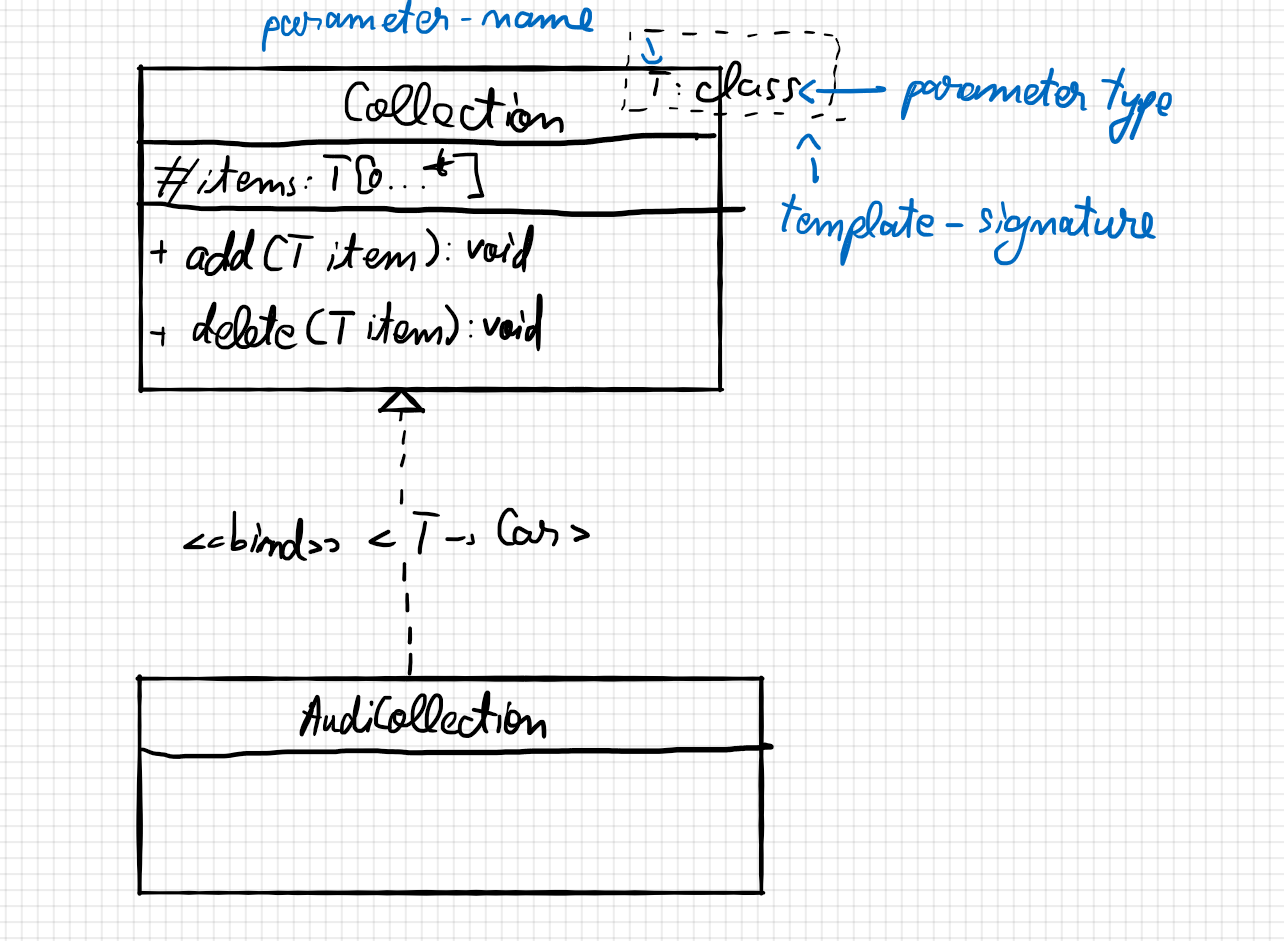 parameter-name
T: class
parameter type
Collection
#items: T[0...*]
template-signature
+ add(T item): void
+ delete(T item): void
<<bind>> <T → Car>
AudiCollection